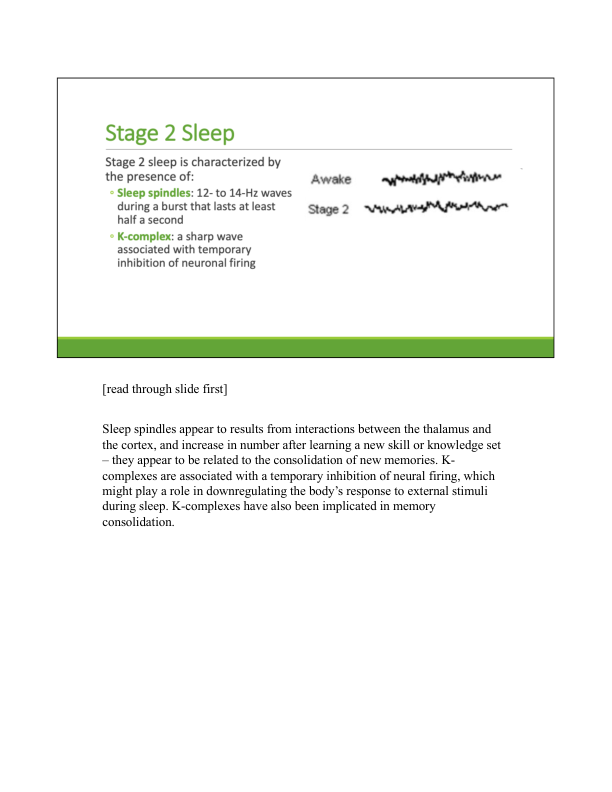 Stage 2 Sleep
Stage 2 sleep is characterized by
the presence of:
◦ Sleep spindles: 12- to 14-Hz waves
during a burst that lasts at least
half a second
◦ K-complex: a sharp wave
associated with temporary
inhibition of neuronal firing
Awake
Stage 2
[read through slide first]
Sleep spindles appear to results from interactions between the thalamus and
the cortex, and increase in number after learning a new skill or knowledge set
– they appear to be related to the consolidation of new memories. K-
complexes are associated with a temporary inhibition of neural firing, which
might play a role in downregulating the body’s response to external stimuli
during sleep. K-complexes have also been implicated in memory
consolidation.